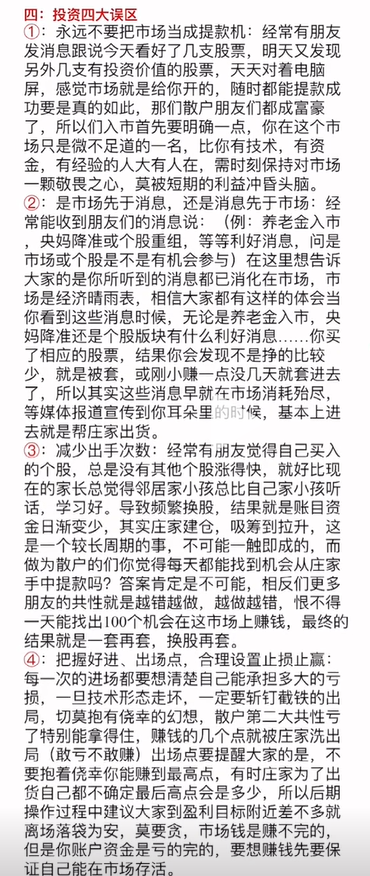 四：投资四大误区
①：永远不要把市场当成提款机：经常有朋友
发消息跟说今天看好了几支股票，明天又发现
另外几支有投资价值的股票，天天对着电脑
屏，感觉市场就是给你开的，随时都能提款成
功要是真的如此，那们散户朋友们都成富豪
了，所以们入市首先要明确一点，你在这个市
场只是微不足道的一名，比你有技术，有资
金，有经验的人大有人在，需时刻保持对市场
一颗敬畏之心，莫被短期的利益冲昏头脑。
②：是市场先于消息，还是消息先于市场：经
常能收到朋友们的消息说：（例：养老金入市
，央妈降准或个股重组，等等利好消息，问是
市场或个股是不是有机会参与）在这里想告诉
大家的是你所听到的消息都已消化在市场，市
场是经济晴雨表，相信大家都有这样的体会当
你看到这些消息时候，无论是养老金入市，央
妈降准还是个股版块有什么利好消息……你买
了相应的股票，结果你会发现不是挣的比较
少，就是被套，或刚小赚一点没几天就套进去
了，所以其实这些消息早就在市场消耗殆尽，
等媒体报道宣传到你耳朵里的时候，基本上进
去就是帮庄家出货。
③：减少出手次数：经常有朋友觉得自己买入
的个股，总是没有其他个股涨得快，就好比现
在的家长总觉得邻居家小孩总比自己家小孩听
话，学习好。导致频繁换股，结果就是账目资
金日渐变少，其实庄家建仓，吸筹到拉升，这
是一个较长周期的事，不可能一触即成的，而
做为散户的们你觉得每天都能找到机会从庄家
手中提款吗？答案肯定是不可能，相反们更多
朋友的共性就是越错越做，越做越错，恨不得
一天能找出100个机会在这市场上赚钱，最终的
结果就是一套再套，换股再套。
④：把握好进、出场点，合理设置止损止赢：
每一次的进场都要想清楚自己能承担多大的亏
损，一旦技术形态走坏，一定要斩钉截铁的出
局，切莫抱有侥幸的幻想，散户第二大共性亏
了特别能拿得住，赚钱的几个点就被庄家洗出
局（敢亏不敢赚）出场点要提醒大家的是，不
要抱着侥幸你能赚到最高点，有时庄家为了出
货自己都不确定最后高点会是多少，所以后期
操作过程中建议大家到盈利目标附近差不多就
离场落袋为安，莫要贪，市场钱是赚不完的，
但是你账户资金是亏的完的，要想赚钱先要保
证自己能在市场存活。